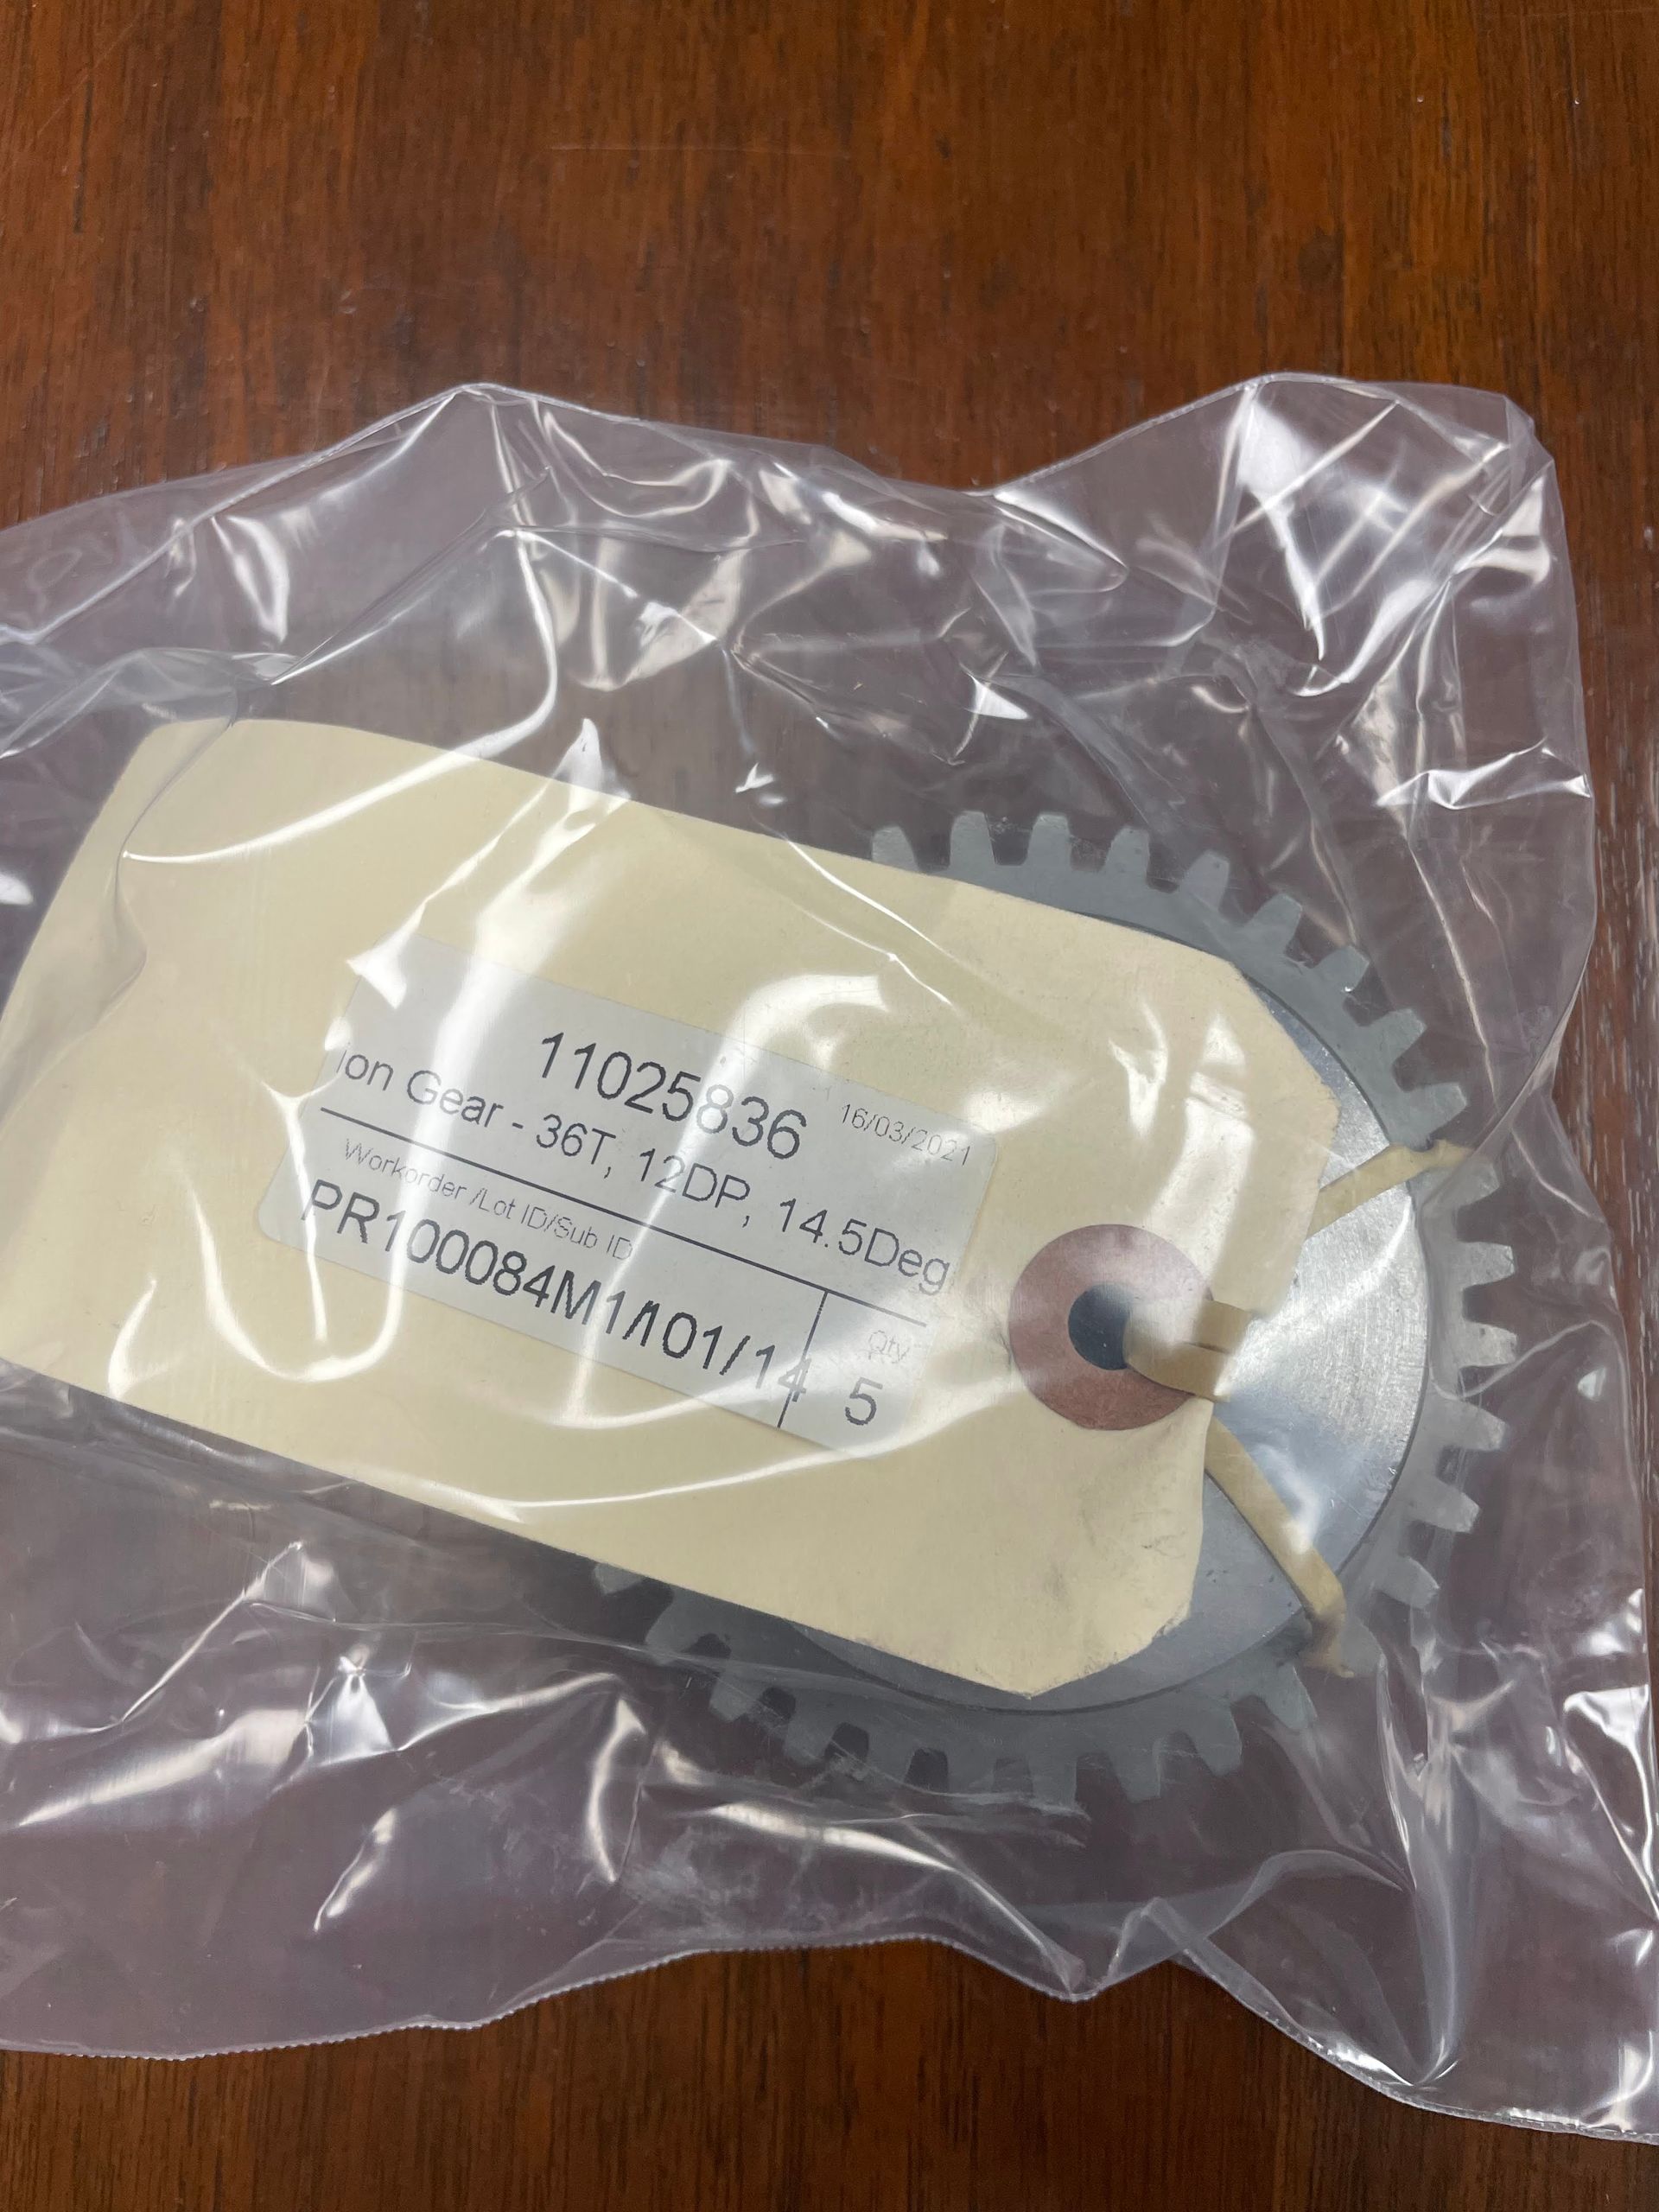 11025836 16/03/2021
ion Gear - 36T, 12DP, 14.5Deg
Workorder /Lot ID/Sub ID
PR100084M1/101/14
Qty
5